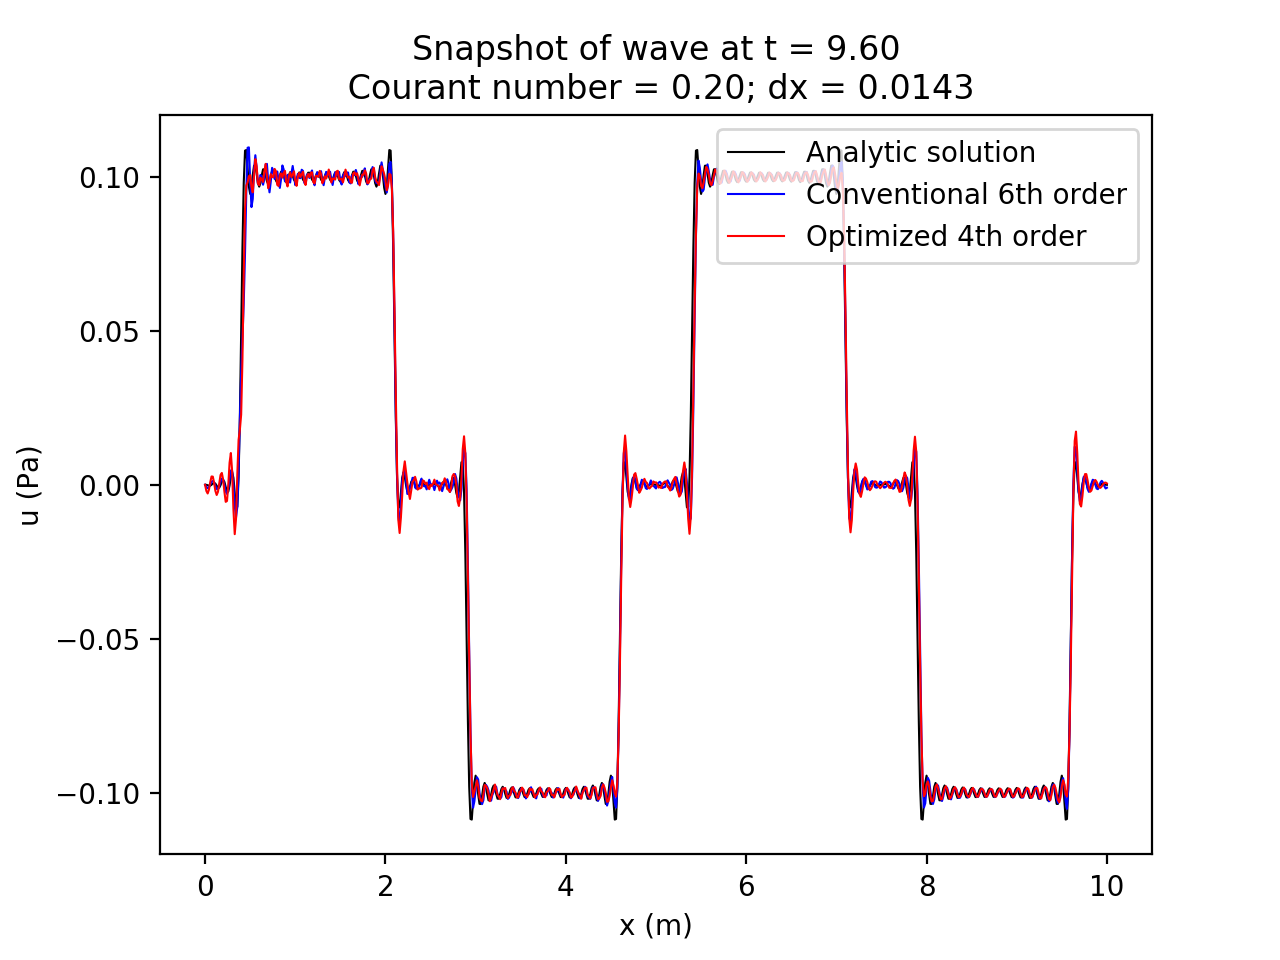 Snapshot of wave at t = 9.60
Courant number = 0.20; dx = 0.0143
Analytic solution
Conventional 6th order
Optimized 4th order
0.10
0.05
0.00
−0.05
−0.10
u (Pa)
0 2 4 6 8 10
x (m)